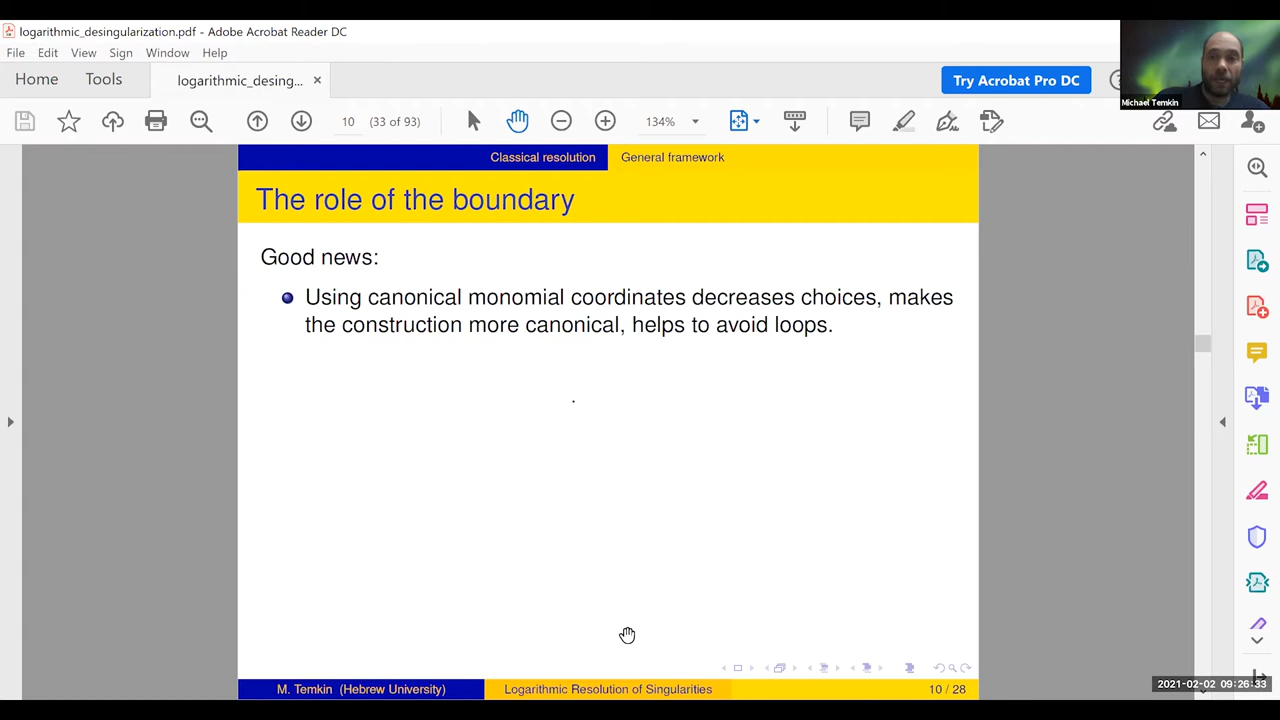 logarithmic_desingularization.pdf - Adobe Acrobat Reader DC
File Edit View Sign Window Help
Home Tools logarithmic_desing... × Try Acrobat Pro DC
Michael Temkin
10 (33 of 93) 134%
Classical resolution General framework
The role of the boundary
Good news:
Using canonical monomial coordinates decreases choices, makes
the construction more canonical, helps to avoid loops.
M. Temkin (Hebrew University) Logarithmic Resolution of Singularities 10 / 28
2021-02-02 09:26:33